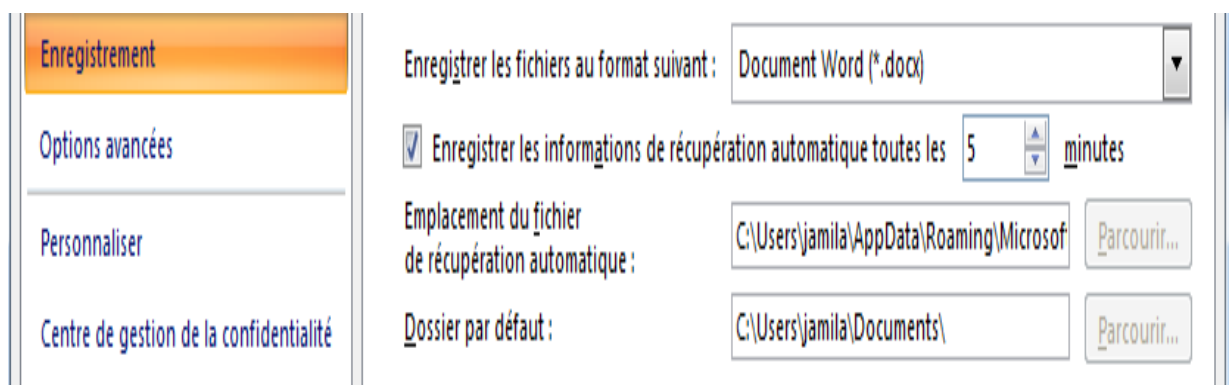 Enregistrement
Options avancées
Personnaliser
Centre de gestion de la confidentialité
Enregistrer les fichiers au format suivant : Document Word (*.docx)
Enregistrer les informations de récupération automatique toutes les 5 minutes
Emplacement du fichier
de récupération automatique : C:\Users\jamila\AppData\Roaming\Microsof Parcourir...
Dossier par défaut : C:\Users\jamila\Documents\ Parcourir...